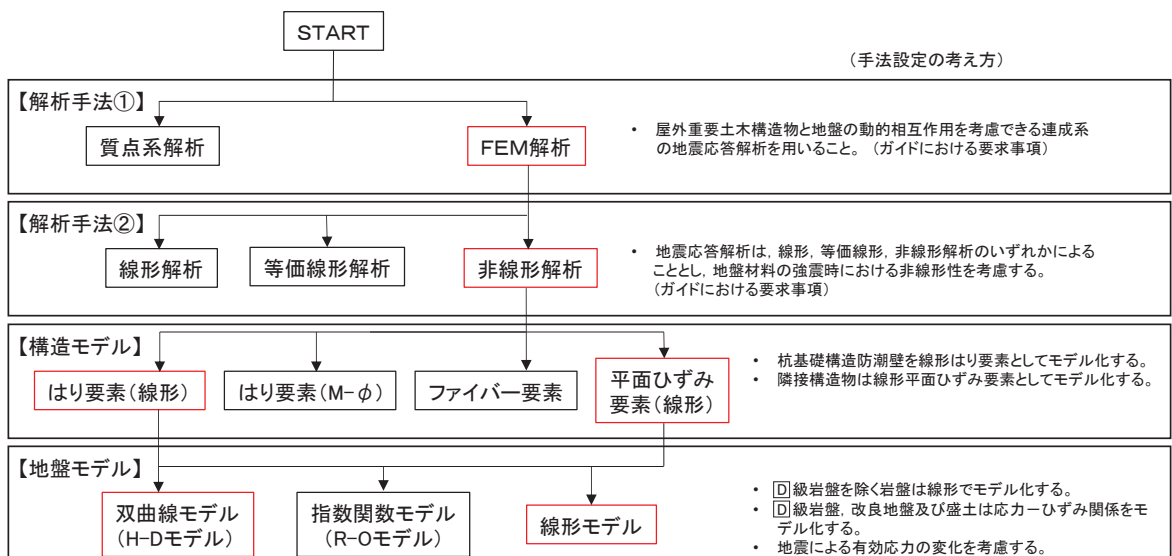 START
(手法設定の考え方)
【解析手法①】
質点系解析
FEM解析
・ 屋外重要土木構造物と地盤の動的相互作用を考慮できる連成系
の地震応答解析を用いること。(ガイドにおける要求事項)
【解析手法②】
線形解析
等価線形解析
非線形解析
・ 地震応答解析は,線形,等価線形,非線形解析のいずれかによる
こととし,地盤材料の強震時における非線形性を考慮する。
(ガイドにおける要求事項)
【構造モデル】
はり要素(線形)
はり要素(M-φ)
ファイバー要素
平面ひずみ
要素(線形)
・ 杭基礎構造防潮壁を線形はり要素としてモデル化する。
・ 隣接構造物は線形平面ひずみ要素としてモデル化する。
【地盤モデル】
双曲線モデル
(H-Dモデル)
指数関数モデル
(R-Oモデル)
線形モデル
・ D級岩盤を除く岩盤は線形でモデル化する。
・ D級岩盤,改良地盤及び盛土は応力ーひずみ関係をモ
デル化する。
・ 地震による有効応力の変化を考慮する。